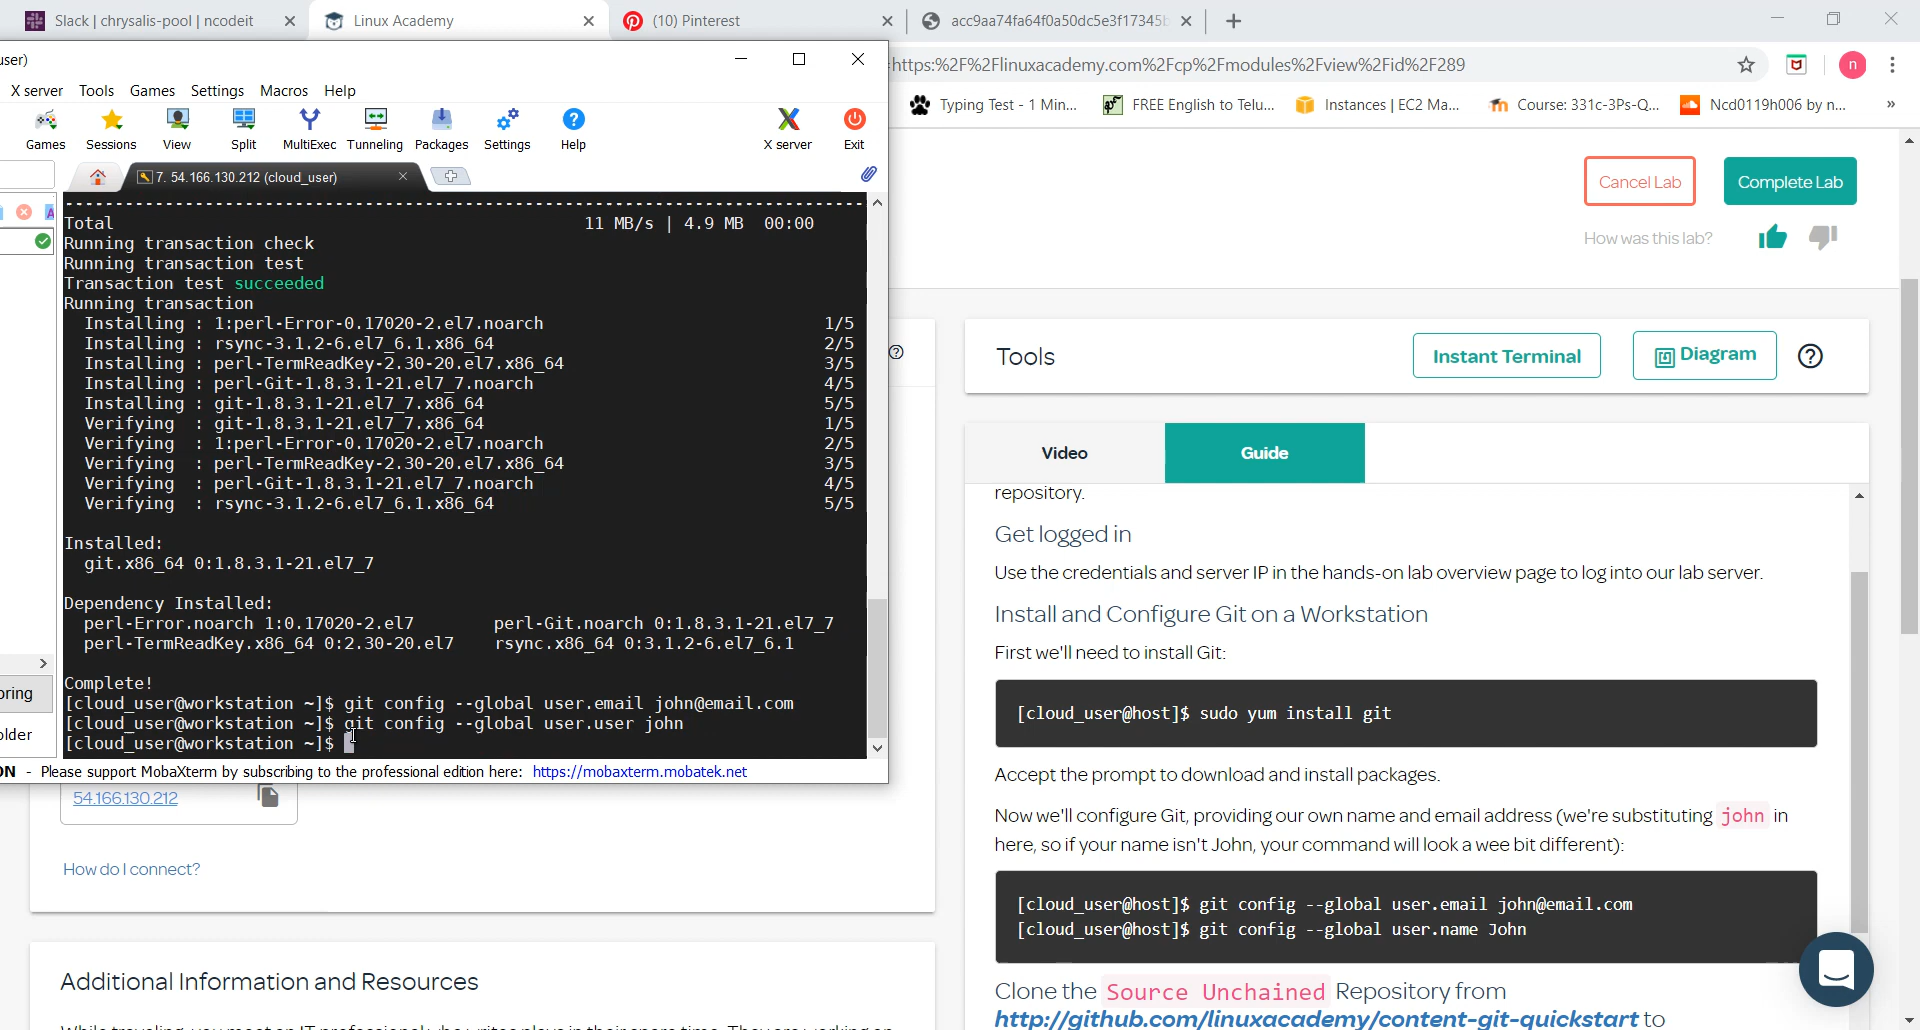 Slack | chrysalis-pool | ncodeit
Linux Academy
(10) Pinterest
acc9aa74fa64f0a50dc5e3f17345b
user)
https:%2F%2Flinuxacademy.com%2Fcp%2Fmodules%2Fview%2Fid%2F289
n
X server Tools Games Settings Macros Help
Typing Test - 1 Min...
FREE English to Telu...
Instances | EC2 Ma...
Course: 331c-3Ps-Q...
Ncd0119h006 by n...
»
Games Sessions View Split MultiExec Tunneling Packages Settings Help X server Exit
7. 54.166.130.212 (cloud_user)
Cancel Lab
Complete Lab
How was this lab?
Total 11 MB/s | 4.9 MB 00:00
Running transaction check
Running transaction test
Transaction test succeeded
Running transaction
Installing : 1:perl-Error-0.17020-2.el7.noarch 1/5
Installing : rsync-3.1.2-6.el7_6.1.x86_64 2/5
Installing : perl-TermReadKey-2.30-20.el7.x86_64 3/5
Installing : perl-Git-1.8.3.1-21.el7_7.noarch 4/5
Installing : git-1.8.3.1-21.el7_7.x86_64 5/5
Verifying : git-1.8.3.1-21.el7_7.x86_64 1/5
Verifying : 1:perl-Error-0.17020-2.el7.noarch 2/5
Verifying : perl-TermReadKey-2.30-20.el7.x86_64 3/5
Verifying : perl-Git-1.8.3.1-21.el7_7.noarch 4/5
Verifying : rsync-3.1.2-6.el7_6.1.x86_64 5/5
Installed:
git.x86_64 0:1.8.3.1-21.el7_7
Dependency Installed:
perl-Error.noarch 1:0.17020-2.el7 perl-Git.noarch 0:1.8.3.1-21.el7_7
perl-TermReadKey.x86_64 0:2.30-20.el7 rsync.x86_64 0:3.1.2-6.el7_6.1
Complete!
[cloud_user@workstation ~]$ git config --global user.email john@email.com
[cloud_user@workstation ~]$ git config --global user.user john
[cloud_user@workstation ~]$
oring
older
ON - Please support MobaXterm by subscribing to the professional edition here: https://mobaxterm.mobatek.net
54.166.130.212
How do I connect?
Additional Information and Resources
Tools
Instant Terminal
Diagram
Video
Guide
repository.
Get logged in
Use the credentials and server IP in the hands-on lab overview page to log into our lab server.
Install and Configure Git on a Workstation
First we'll need to install Git:
[cloud_user@host]$ sudo yum install git
Accept the prompt to download and install packages.
Now we'll configure Git, providing our own name and email address (we're substituting john in
here, so if your name isn't John, your command will look a wee bit different):
[cloud_user@host]$ git config --global user.email john@email.com
[cloud_user@host]$ git config --global user.name John
Clone the Source Unchained Repository from
http://github.com/linuxacademy/content-git-quickstart to